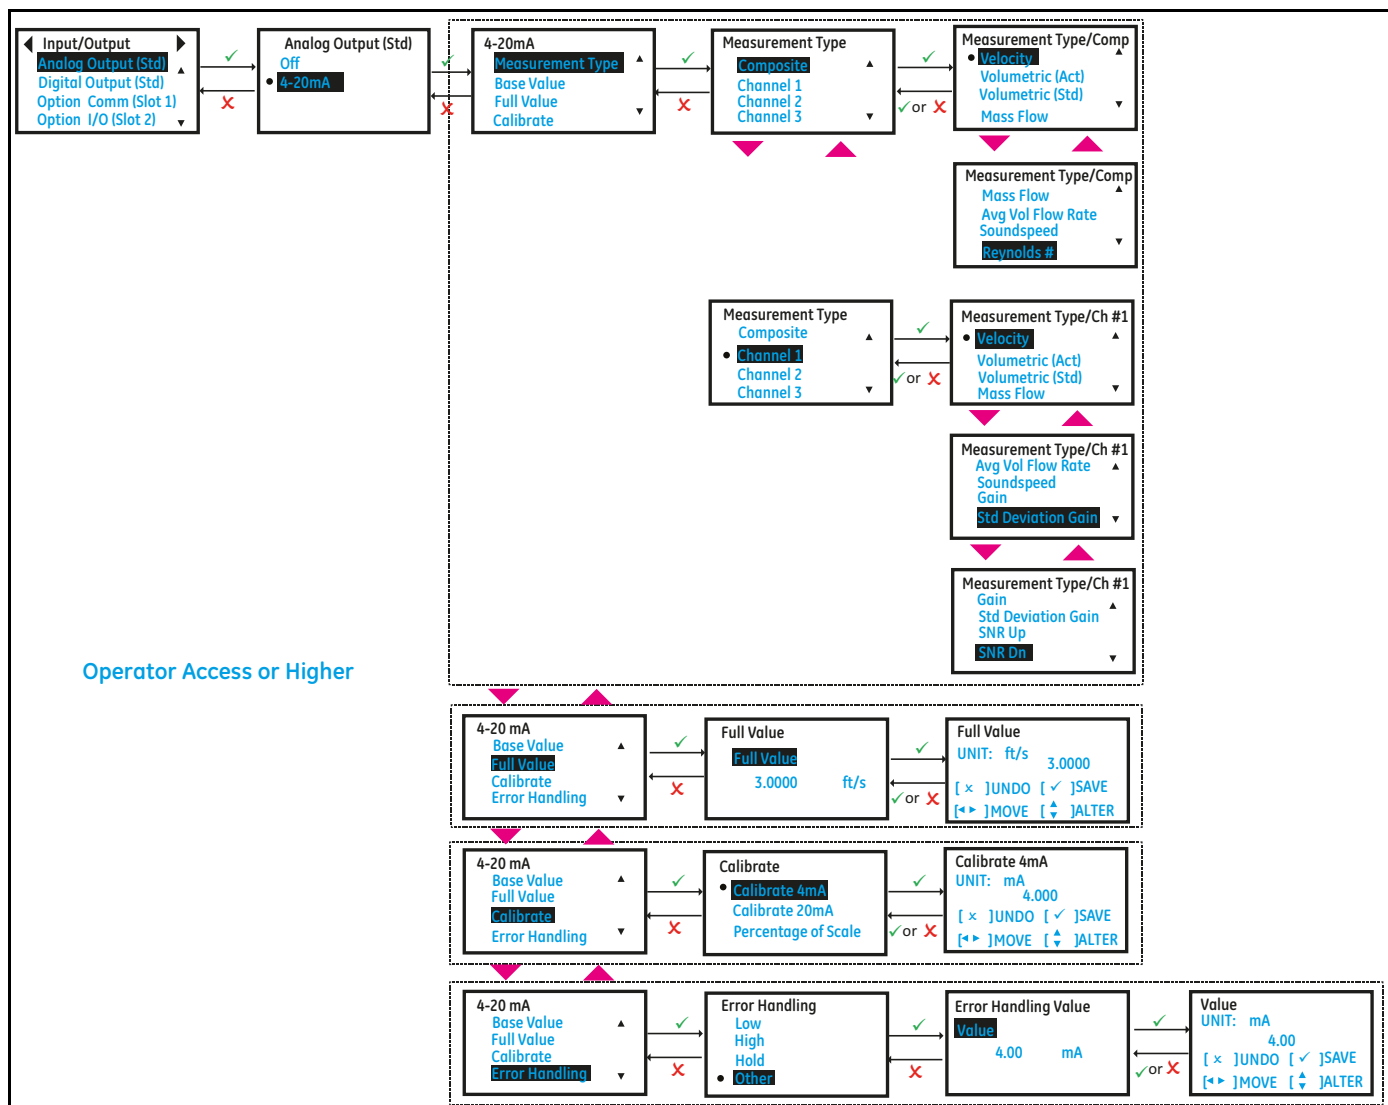 Input/Output
Analog Output (Std)
Digital Output (Std)
Option Comm (Slot 1)
Option I/O (Slot 2)
Analog Output (Std)
Off
4-20mA
4-20mA
Measurement Type
Base Value
Full Value
Calibrate
Measurement Type
Composite
Channel 1
Channel 2
Channel 3
or
Measurement Type/Comp
Velocity
Volumetric (Act)
Volumetric (Std)
Mass Flow
Measurement Type/Comp
Mass Flow
Avg Vol Flow Rate
Soundspeed
Reynolds #
Measurement Type
Composite
Channel 1
Channel 2
Channel 3
or
Measurement Type/Ch #1
Velocity
Volumetric (Act)
Volumetric (Std)
Mass Flow
Measurement Type/Ch #1
Avg Vol Flow Rate
Soundspeed
Gain
Std Deviation Gain
Measurement Type/Ch #1
Gain
Std Deviation Gain
SNR Up
SNR Dn
Operator Access or Higher
4-20 mA
Base Value
Full Value
Calibrate
Error Handling
Full Value
Full Value
3.0000 ft/s
or
Full Value
UNIT: ft/s
3.0000
[ x ]UNDO [ ✓ ]SAVE
[◂ ▸ ]MOVE [ ▴▾ ]ALTER
4-20 mA
Base Value
Full Value
Calibrate
Error Handling
Calibrate
Calibrate 4mA
Calibrate 20mA
Percentage of Scale
or
Calibrate 4mA
UNIT: mA
4.000
[ x ]UNDO [ ✓ ]SAVE
[◂ ▸ ]MOVE [ ▴▾ ]ALTER
4-20 mA
Base Value
Full Value
Calibrate
Error Handling
Error Handling
Low
High
Hold
Other
Error Handling Value
Value
4.00 mA
or
Value
UNIT: mA
4.00
[ x ]UNDO [ ✓ ]SAVE
[◂ ▸ ]MOVE [ ▴▾ ]ALTER